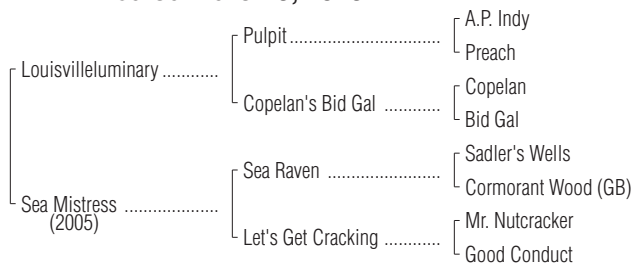 Pulpit........................................
A.P. Indy
Preach
Louisvilleluminary ............
Copelan's Bid Gal ..............
Copelan
Bid Gal
Sea Raven ............................
Sadler's Wells
Cormorant Wood (GB)
Sea Mistress .........................
(2005)
Let's Get Cracking ............
Mr. Nutcracker
Good Conduct